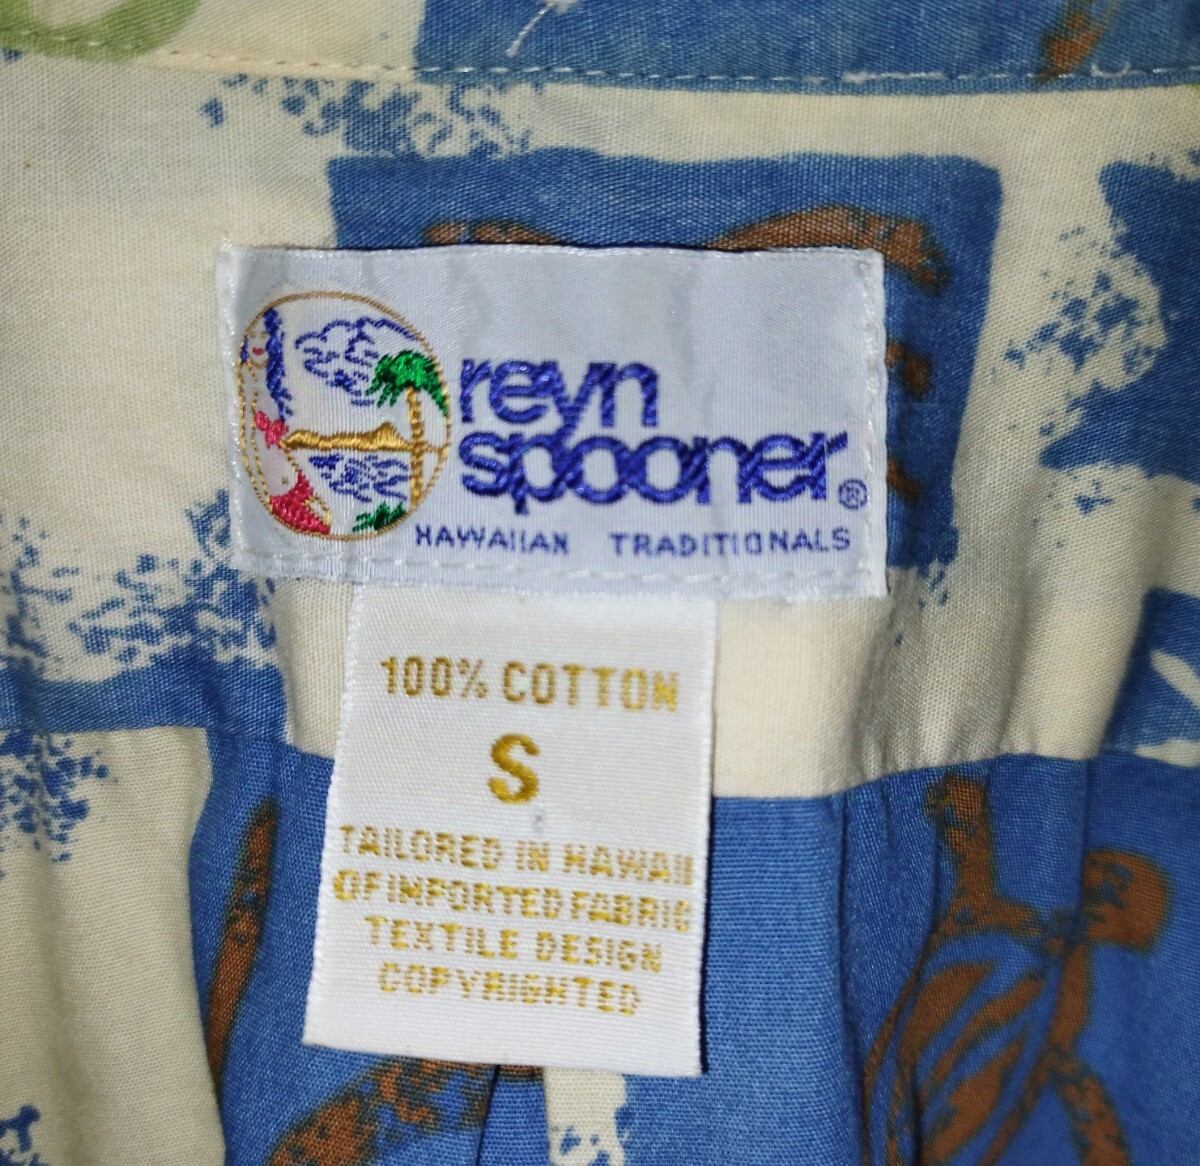 reyn
spooner®
HAWAIIAN TRADITIONALS
100% COTTON
S
TAILORED IN HAWAII
OF IMPORTED FABRIC
TEXTILE DESIGN
COPYRIGHTED